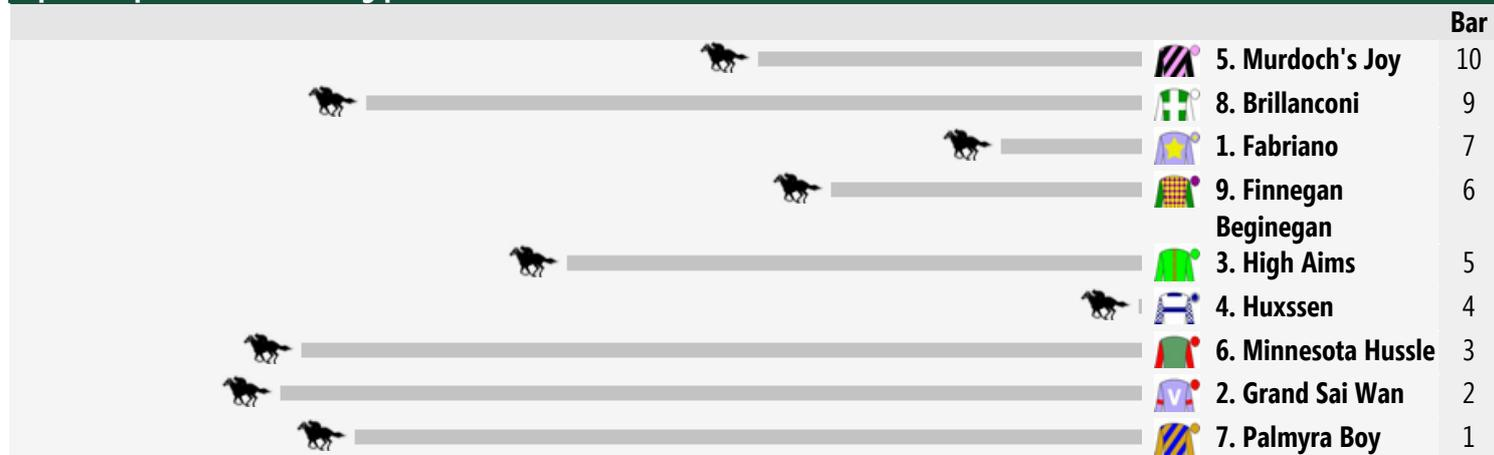 Bar
5. Murdoch's Joy 10
8. Brillanconi 9
1. Fabriano 7
9. Finnegan 6
Beginegan
3. High Aims 5
4. Huxssen 4
6. Minnesota Hussle 3
V 2. Grand Sai Wan 2
7. Palmyra Boy 1